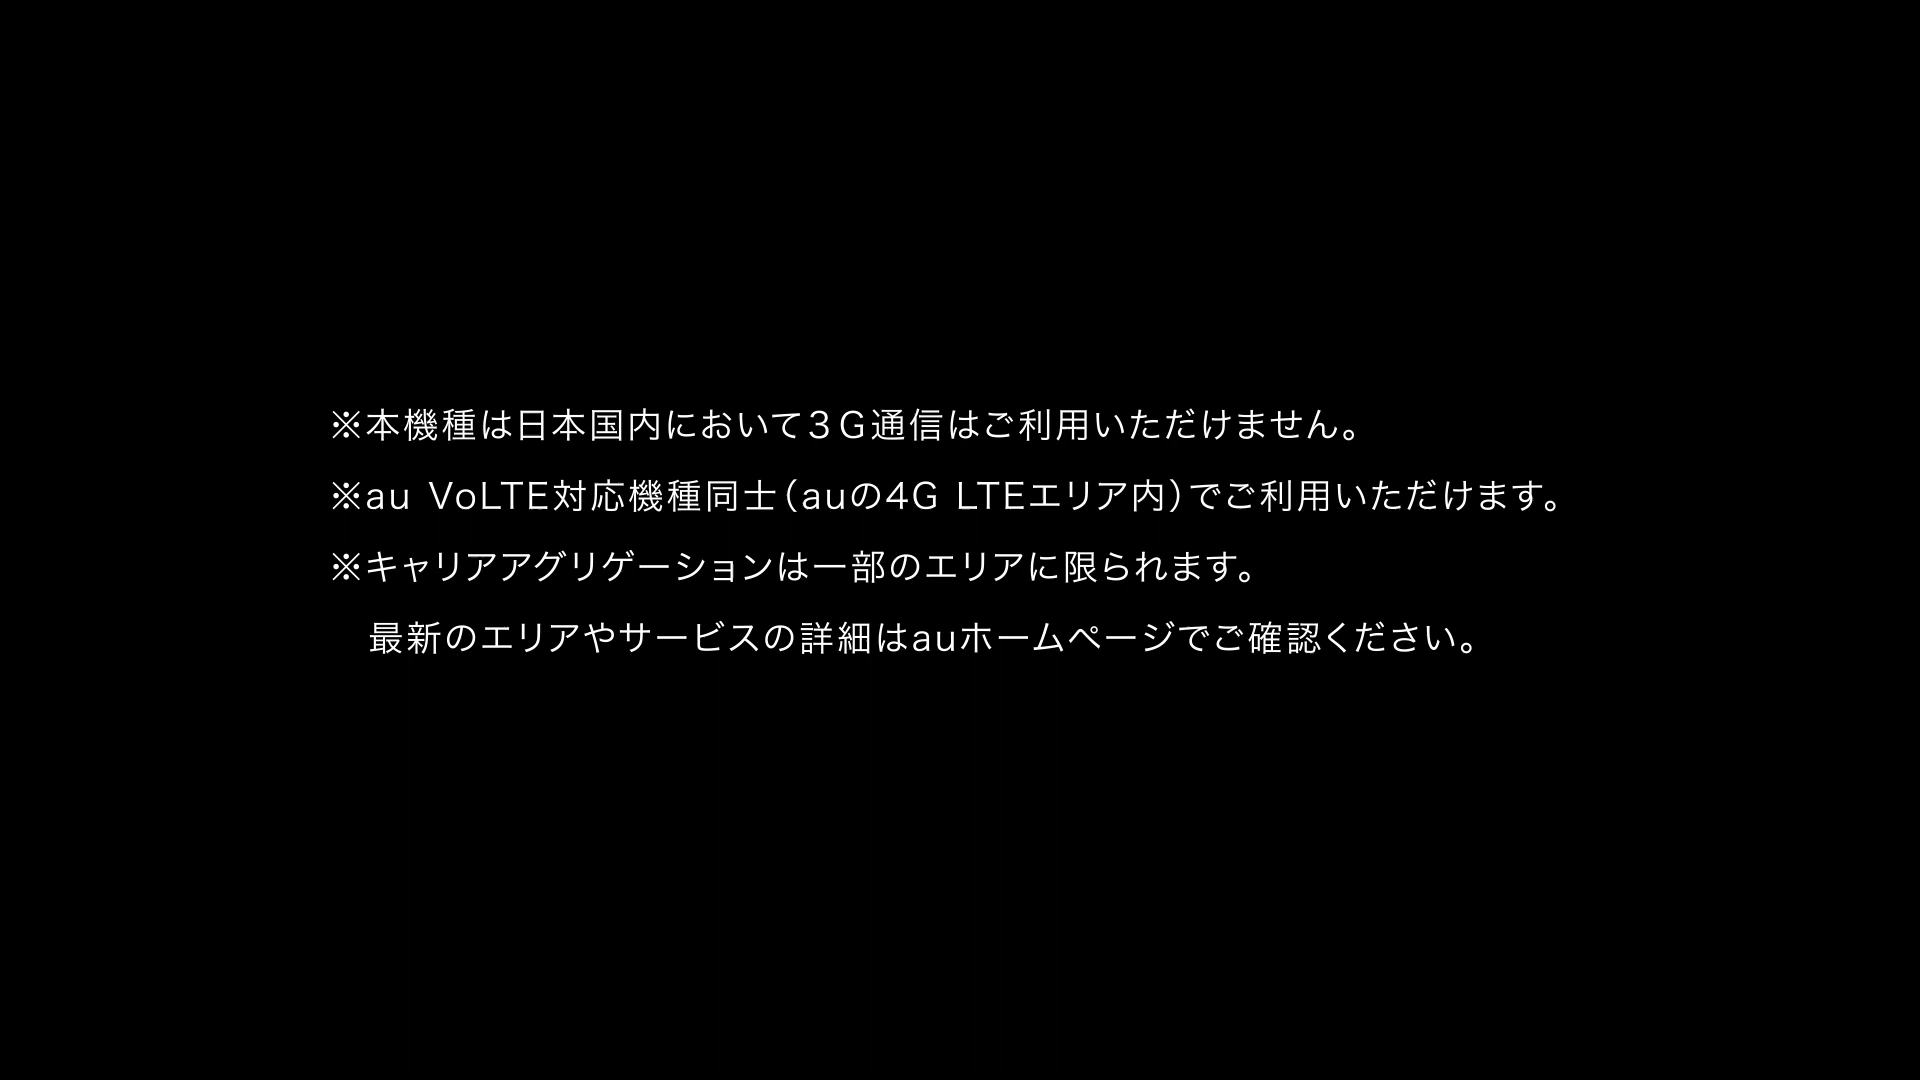 ※本機種は日本国内において３Ｇ通信はご利用いただけません。
※au VoLTE対応機種同士（auの4G LTEエリア内）でご利用いただけます。
※キャリアアグリゲーションは一部のエリアに限られます。
最新のエリアやサービスの詳細はauホームページでご確認ください。